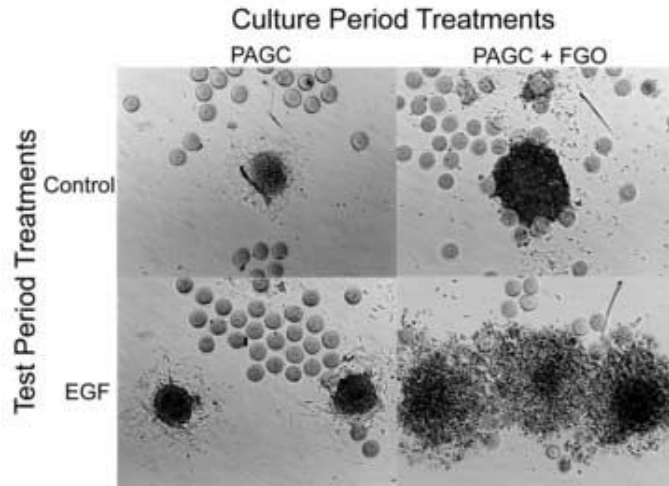 Culture Period Treatments
PAGC
PAGC + FGO
Test Period Treatments
Control
EGF